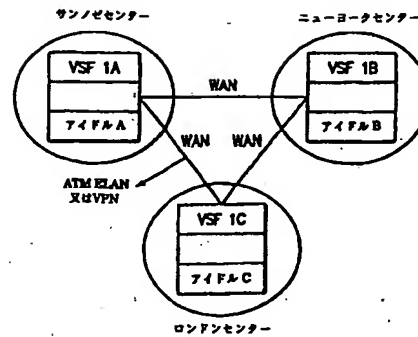 サンノゼセンター
ニューヨークセンター
VSF 1A
アイドルA
WAN
VSF 1B
アイドルB
WAN
WAN
ATM ELAN
又はVPN
VSF 1C
アイドルC
ロンドンセンター